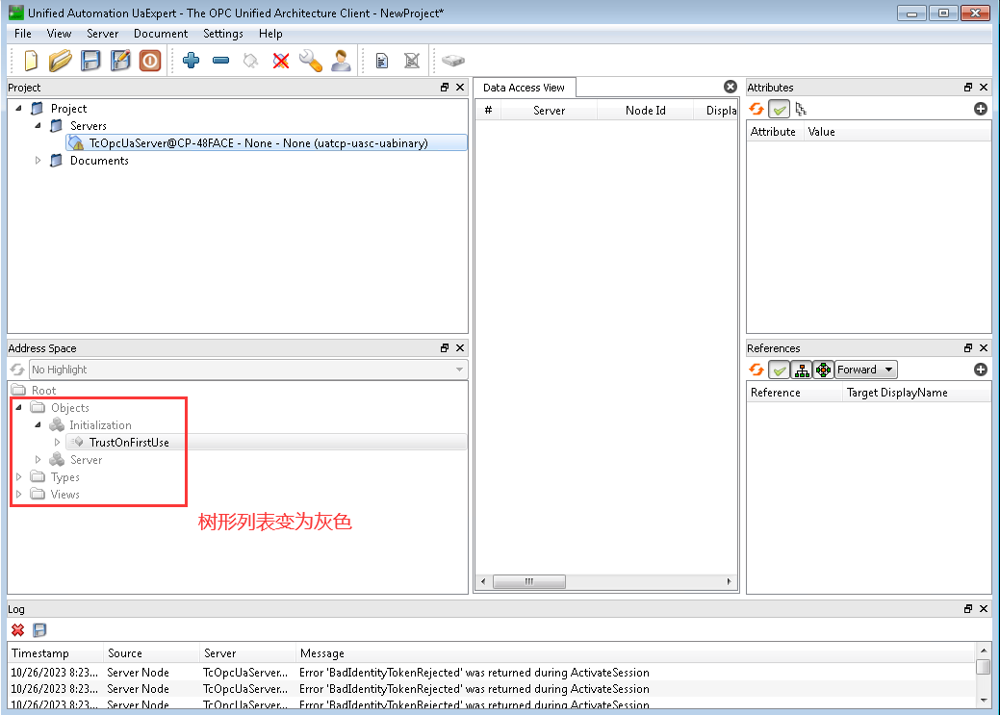 Unified Automation UaExpert - The OPC Unified Architecture Client - NewProject*
File View Server Document Settings Help
Project
Project
Servers
TcOpcUaServer@CP-48FACE - None - None (uatcp-uasc-uabinary)
Documents
Address Space
No Highlight
Root
Objects
Initialization
TrustOnFirstUse
Server
Types
Views
树形列表变为灰色
Data Access View
# Server Node Id Displa
Attributes
Attribute Value
References
Forward
Reference Target DisplayName
Log
Timestamp Source Server Message
10/26/2023 8:23... Server Node TcOpcUaServer... Error 'BadIdentityTokenRejected' was returned during ActivateSession
10/26/2023 8:23... Server Node TcOpcUaServer... Error 'BadIdentityTokenRejected' was returned during ActivateSession
10/26/2023 8:23... Server Node TcOpcUaServer... Error 'BadIdentityTokenRejected' was returned during ActivateSession